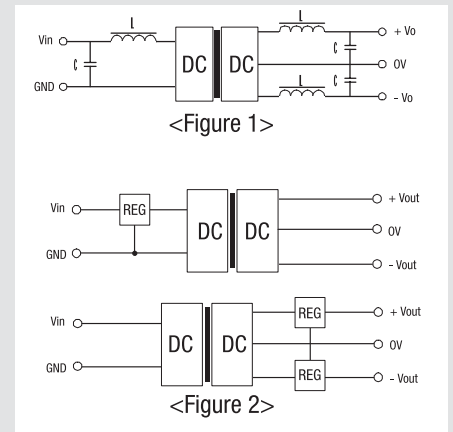 L L
Vin + Vo
C DC DC C
0V
GND L C
- Vo
<Figure 1>
Vin REG + Vout
DC DC 0V
GND - Vout
REG + Vout
Vin
DC DC 0V
GND REG - Vout
<Figure 2>